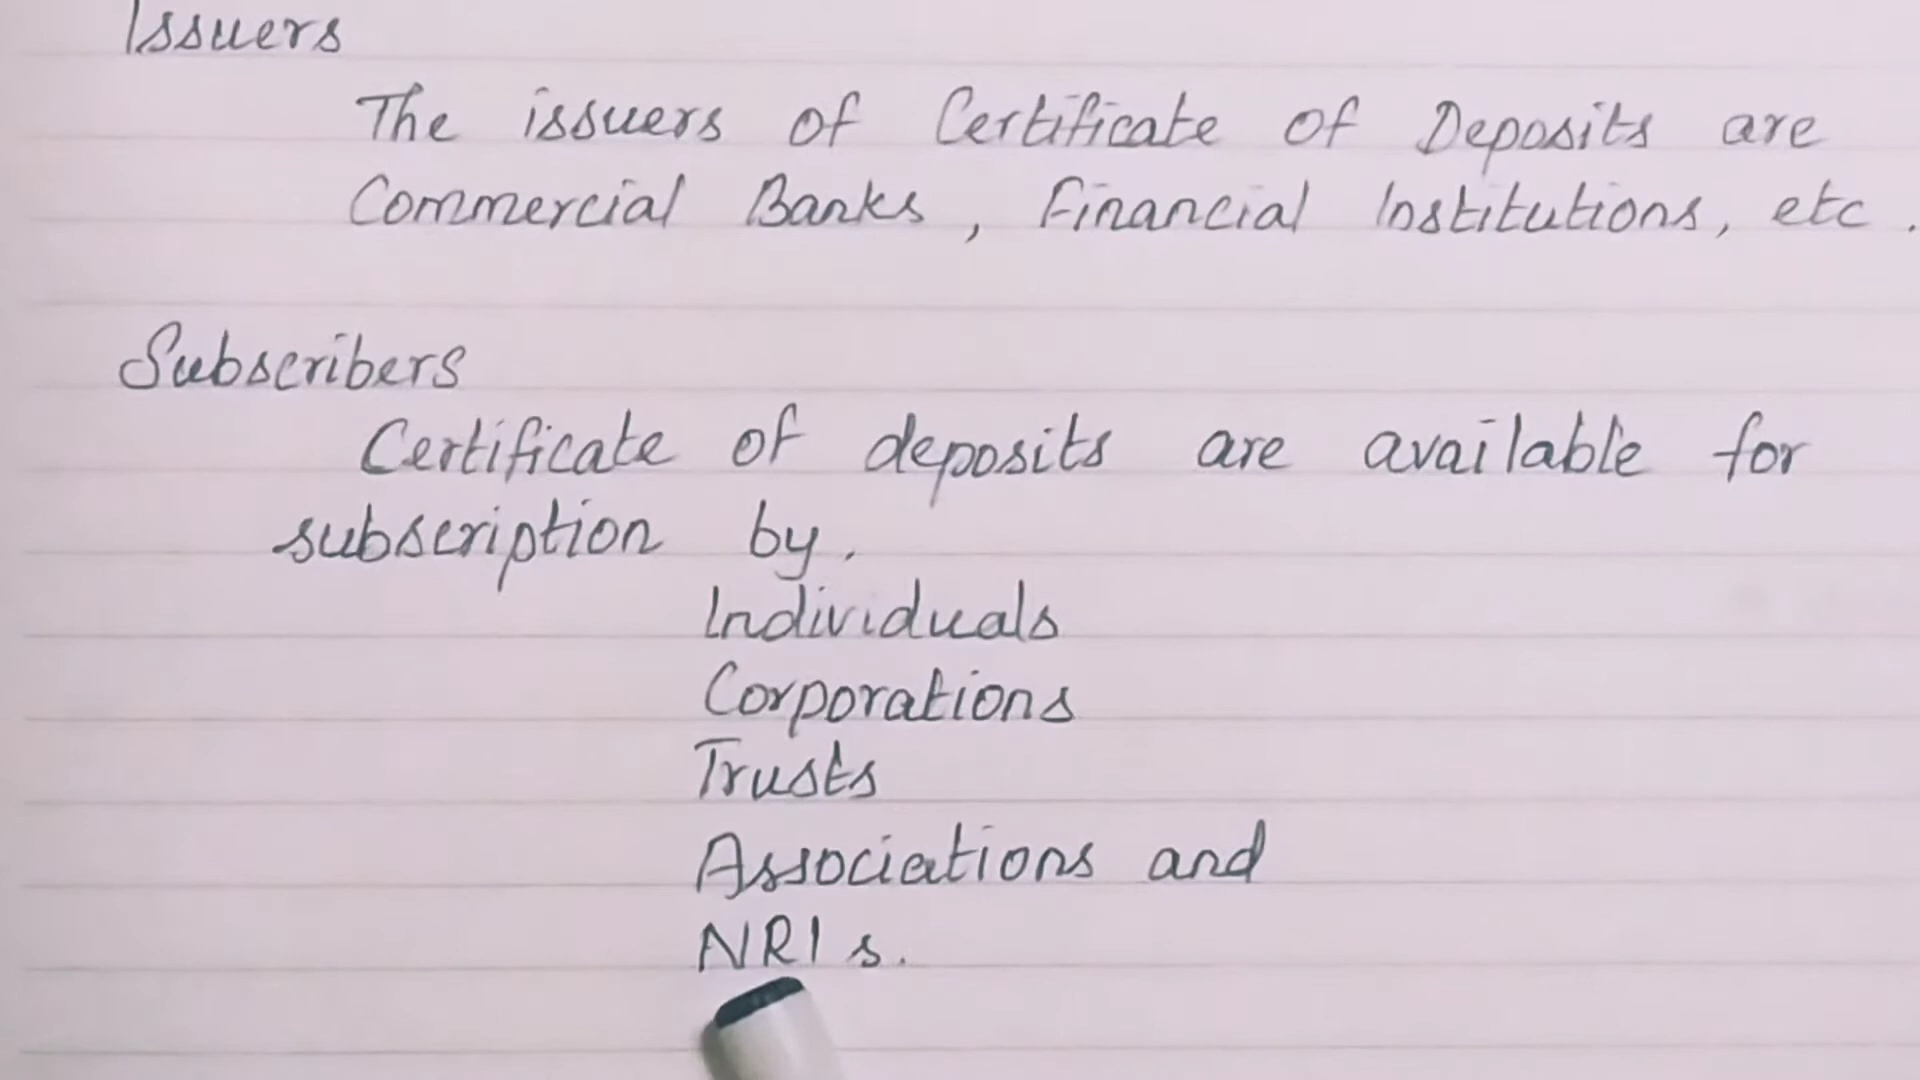 Issuers
The issuers of Certificate of Deposits are
Commercial Banks, Financial Institutions, etc.
Subscribers
Certificate of deposits are available for
subscription by.
Individuals
Corporations
Trusts
Associations and
NRIs.